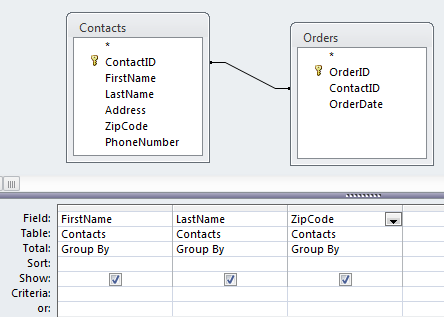 Contacts
*
ContactID
FirstName
LastName
Address
ZipCode
PhoneNumber
Orders
*
OrderID
ContactID
OrderDate
Field: FirstName LastName ZipCode
Table: Contacts Contacts Contacts
Total: Group By Group By Group By
Sort:
Show:
Criteria:
or: